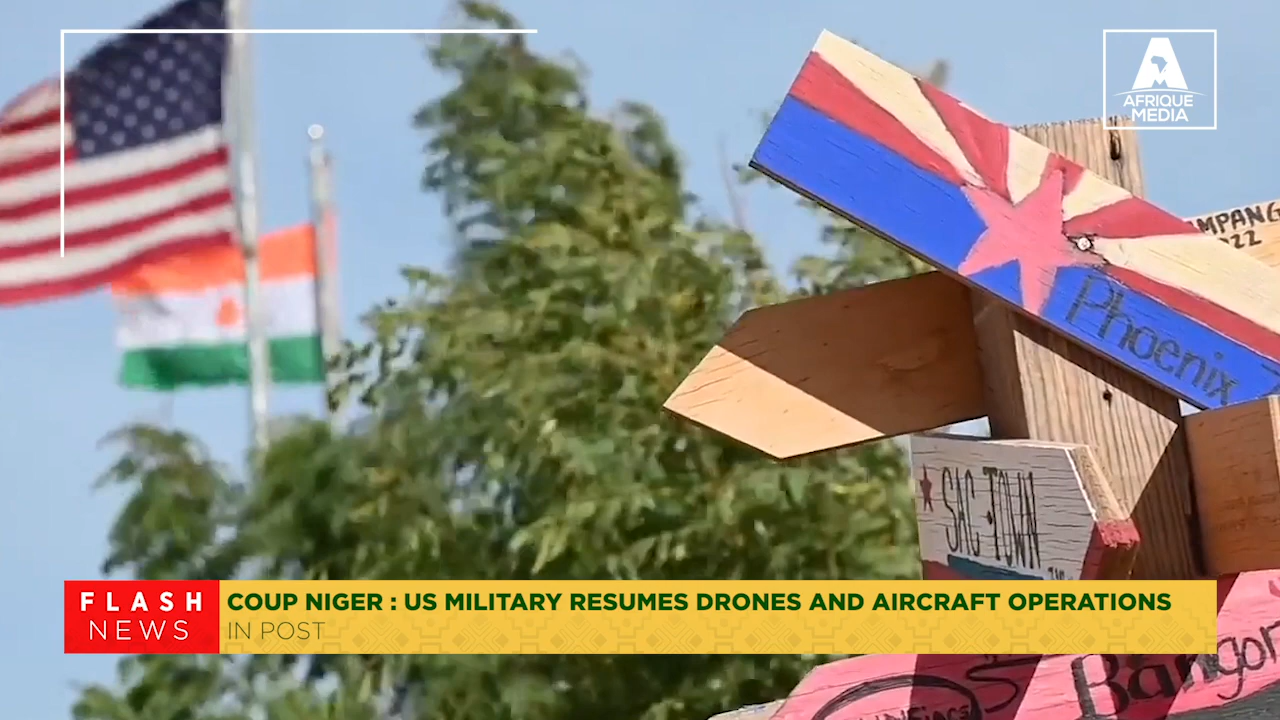 AFRIQUE
MEDIA
MPANG
22
Phoenix
SAC-TOWN
FLASH
NEWS
COUP NIGER : US MILITARY RESUMES DRONES AND AIRCRAFT OPERATIONS
IN POST
Bangor